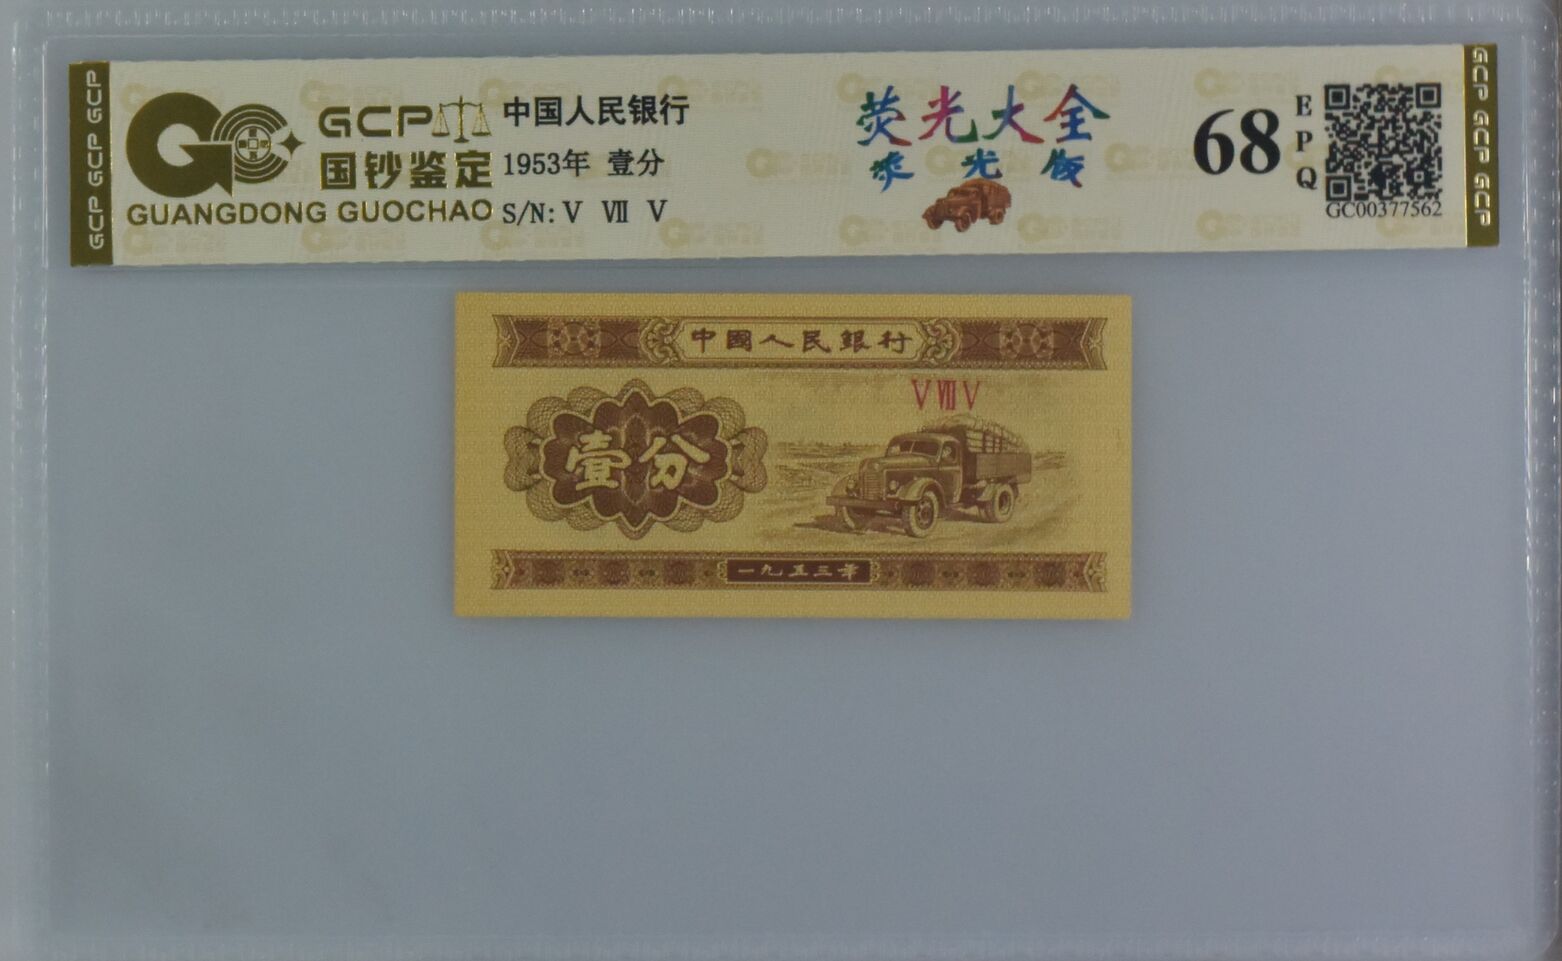 GCP GCP GCP
GCP
国钞鉴定
GUANGDONG GUOCHAO
中国人民银行
1953年 壹分
S/N: V VII V
荧光大全
荧光版
68
EPQ
GC00377562
GCP GCP GCP
中國人民銀行
V VII V
壹分
一九五三年